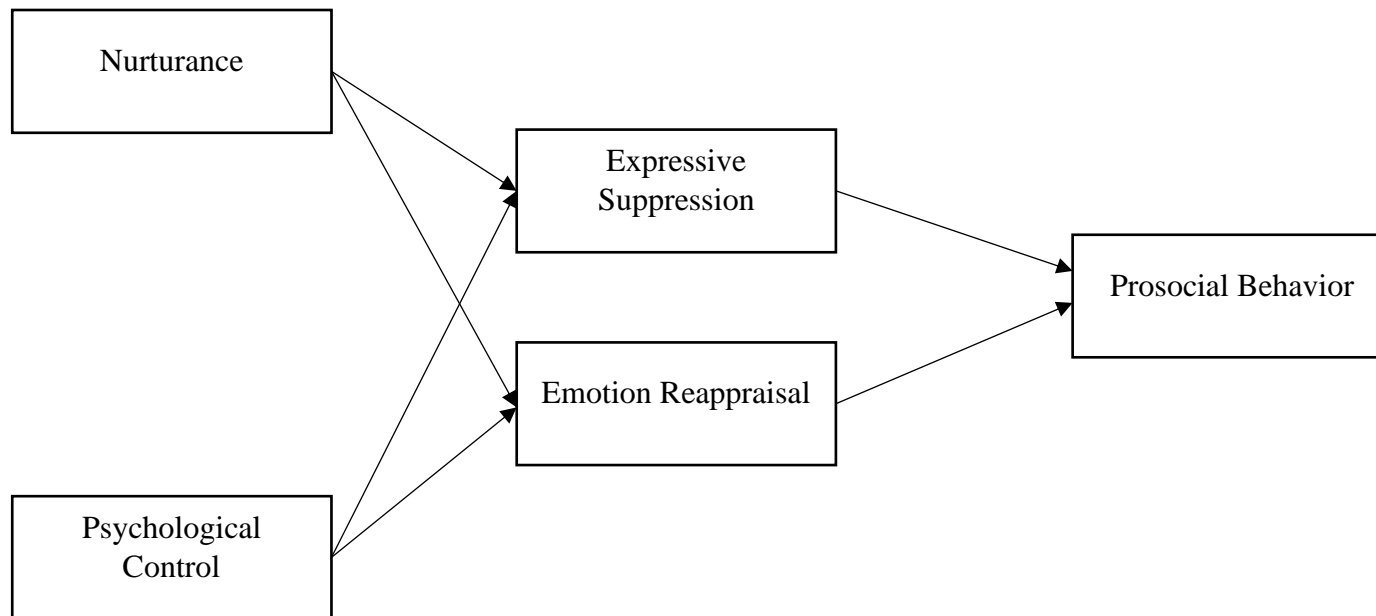 Nurturance
Expressive
Suppression
Prosocial Behavior
Emotion Reappraisal
Psychological
Control